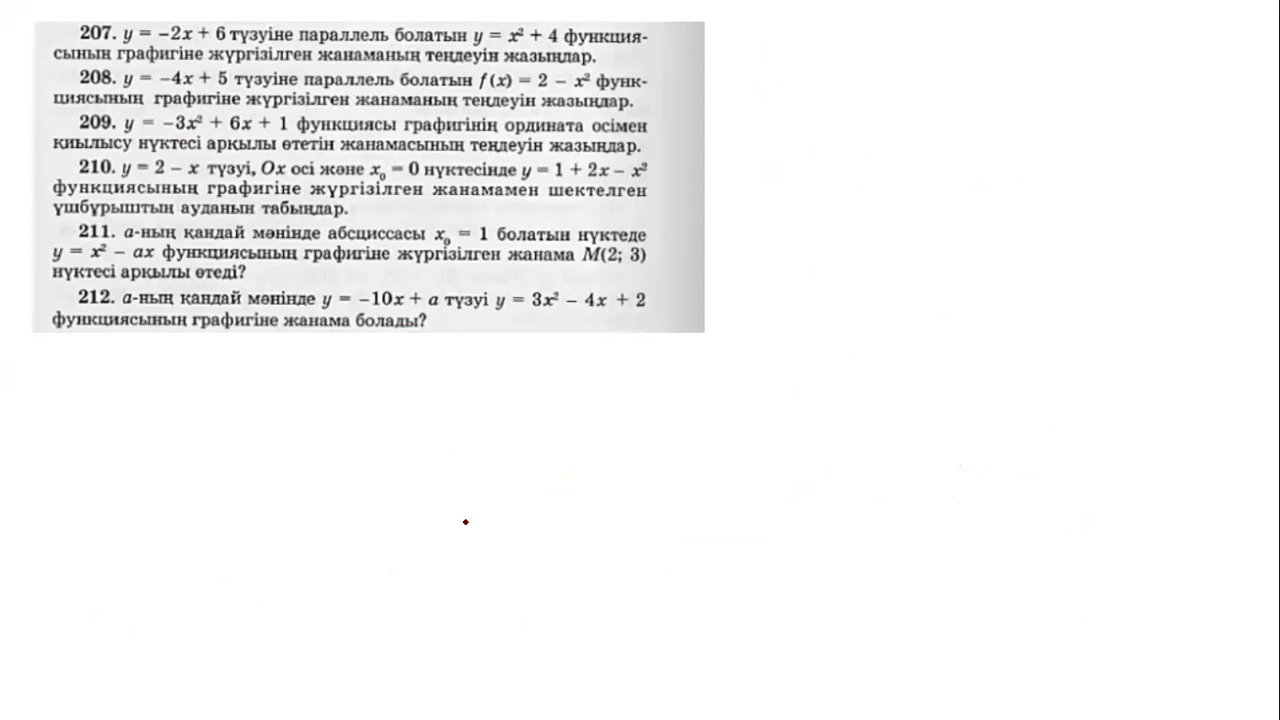 207. y = −2x + 6 түзуіне параллель болатын y = x² + 4 функция-
сының графигіне жүргізілген жанаманың теңдеуін жазыңдар.
208. y = −4x + 5 түзуіне параллель болатын f(x) = 2 − x² функ-
циясының графигіне жүргізілген жанаманың теңдеуін жазыңдар.
209. y = −3x² + 6x + 1 функциясы графигінің ордината осімен
қиылысу нүктесі арқылы өтетін жанамасының теңдеуін жазыңдар.
210. y = 2 − x түзуі, Ox осі және x₀ = 0 нүктесінде y = 1 + 2x − x²
функциясының графигіне жүргізілген жанамамен шектелген
үшбұрыштың ауданын табыңдар.
211. a-ның қандай мәнінде абсциссасы x₀ = 1 болатын нүктеде
y = x² − ax функциясының графигіне жүргізілген жанама M(2; 3)
нүктесі арқылы өтеді?
212. a-ның қандай мәнінде y = −10x + a түзуі y = 3x² − 4x + 2
функциясының графигіне жанама болады?